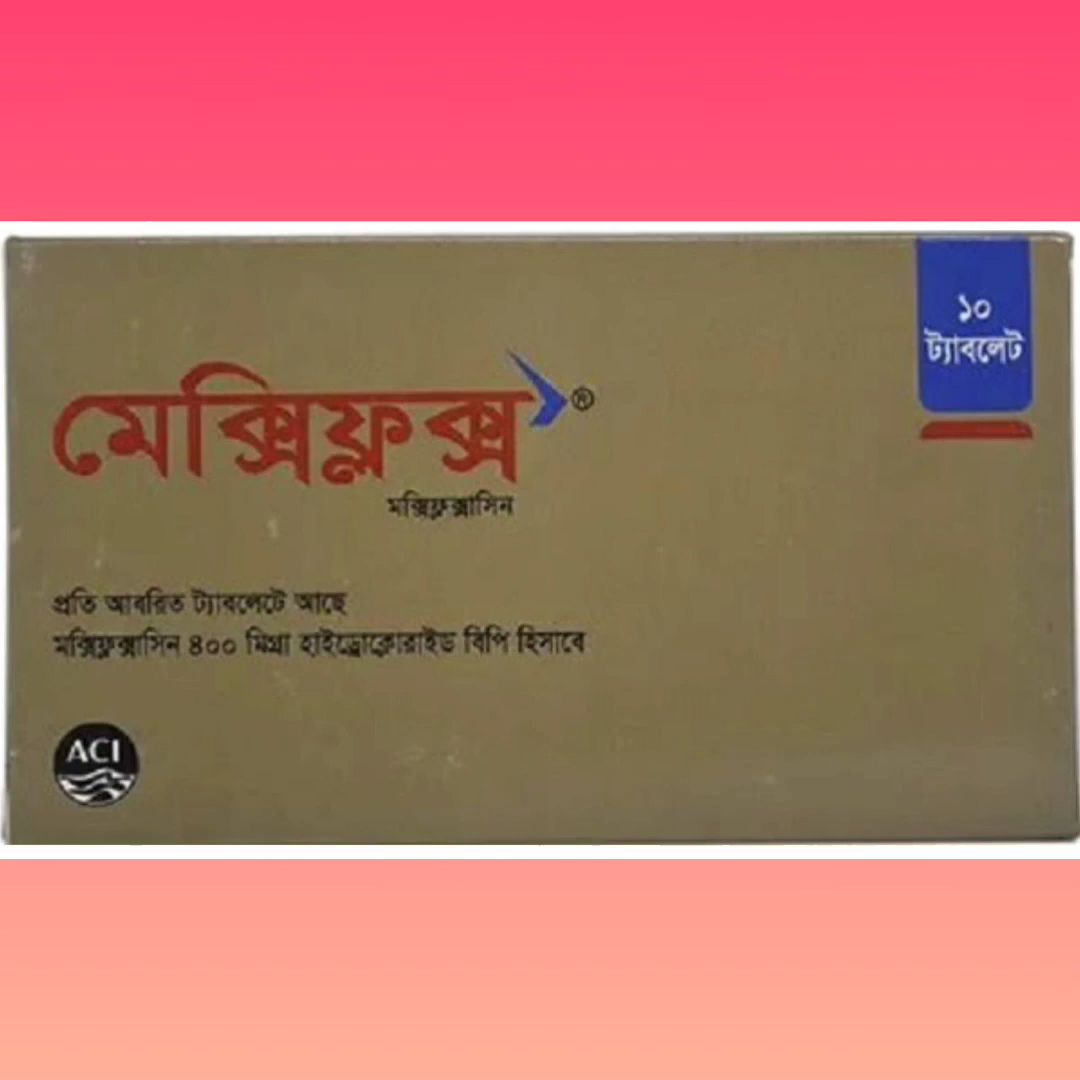 ১০
ট্যাবলেট
মেক্সিফ্লক্স®
মক্সিফ্লক্সাসিন
প্রতি আবরিত ট্যাবলেটে আছে
মক্সিফ্লক্সাসিন ৪০০ মিগ্রা হাইড্রোক্লোরাইড বিপি হিসাবে
ACI